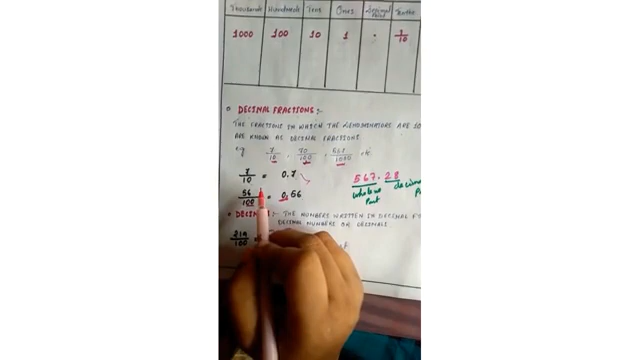 Thousands Hundreds Tens Ones Decimal Point Tenths
1000 100 10 1 . 1/10
DECIMAL FRACTIONS :-
THE FRACTIONS IN WHICH THE DENOMINATORS ARE 10
ARE KNOWN AS DECIMAL FRACTIONS
eg 7/10 , 70/100 , 567/1000 etc
7/10 = 0.7
567.28
whole no Part decimal
56/100 = 0.56
DECIM :- THE NUMBERS WRITTEN IN DECIMAL
DECIMAL NUMBERS OR DECIMALS
219/100